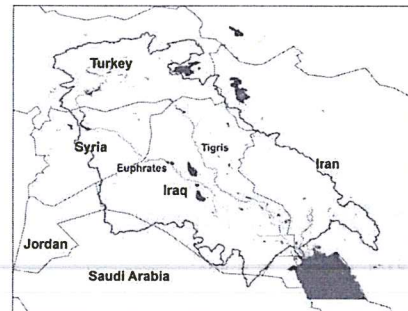 Turkey
Syria
Tigris
Euphrates
Iran
Iraq
Jordan
Saudi Arabia